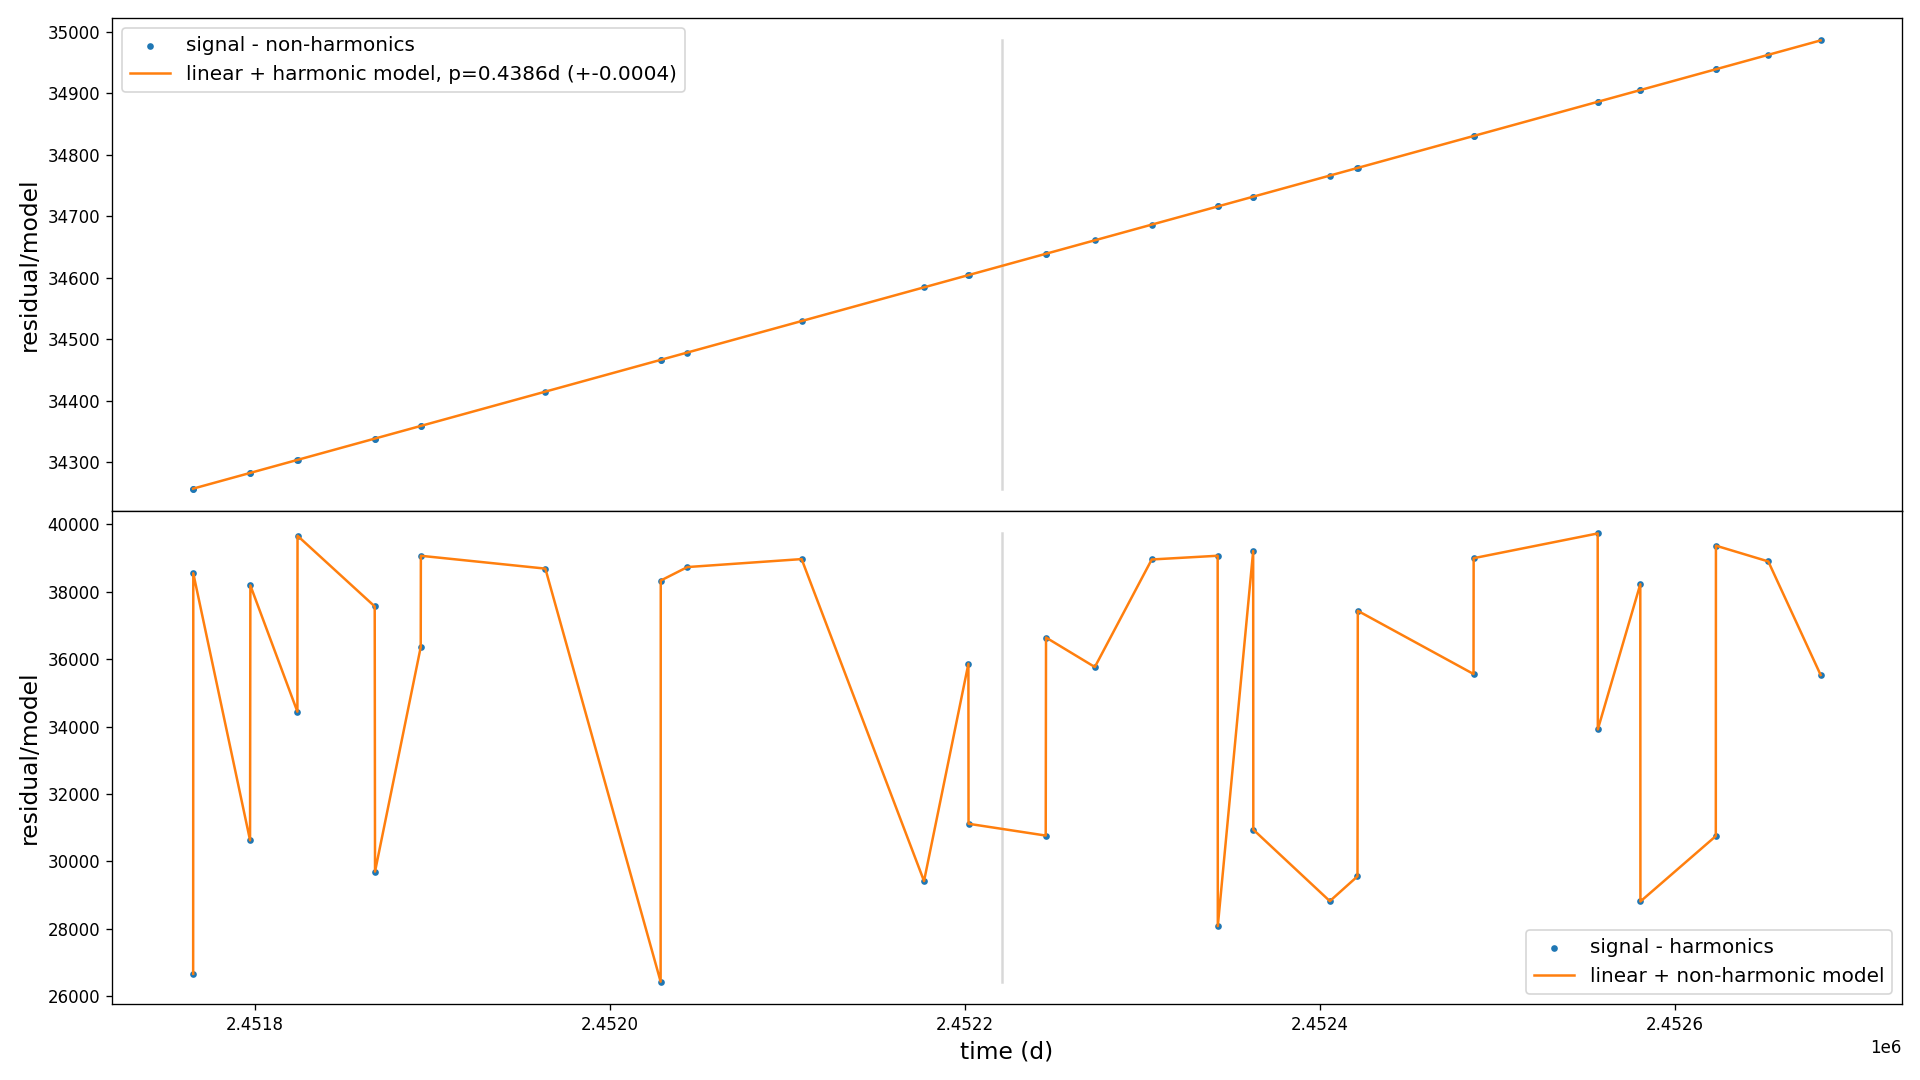 35000
34900
34800
34700
34600
34500
34400
34300
residual/model
signal - non-harmonics
linear + harmonic model, p=0.4386d (+-0.0004)
40000
38000
36000
34000
32000
30000
28000
26000
residual/model
signal - harmonics
linear + non-harmonic model
2.4518
2.4520
2.4522
2.4524
2.4526
1e6
time (d)